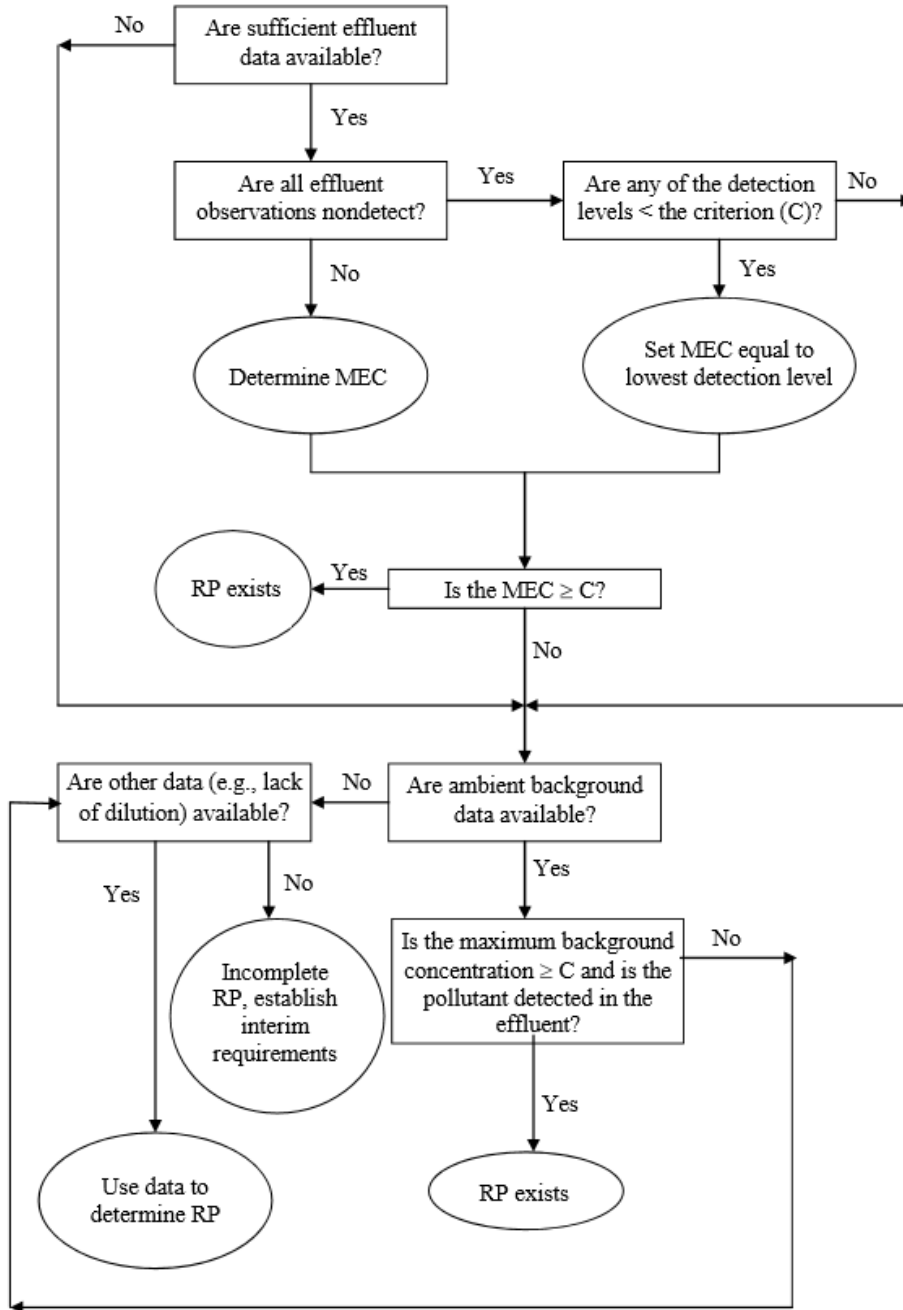 No
Are sufficient effluent
data available?
Yes
Are all effluent
observations nondetect?
Yes
Are any of the detection
levels < the criterion (C)?
No
No
Yes
Determine MEC
Set MEC equal to
lowest detection level
RP exists
Yes
Is the MEC ≥ C?
No
Are other data (e.g., lack
of dilution) available?
No
Are ambient background
data available?
Yes
No
Yes
Incomplete
RP, establish
interim
requirements
Is the maximum background
concentration ≥ C and is the
pollutant detected in the
effluent?
No
Yes
Use data to
determine RP
RP exists